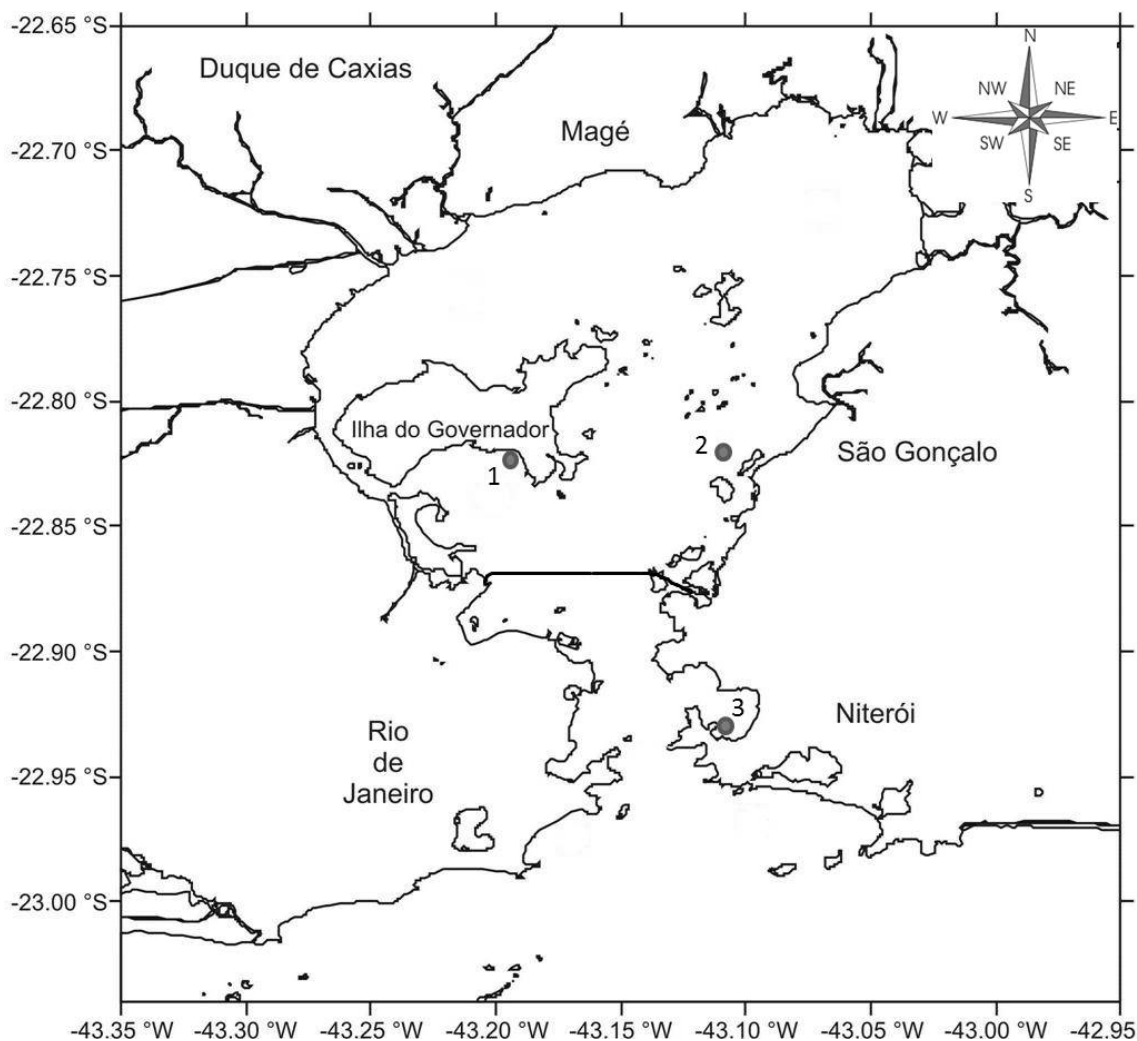 -22.65 °S
Duque de Caxias
N
NW
NE
W
E
SW
SE
S
Magé
-22.70 °S
-22.75 °S
-22.80 °S
Ilha do Governador
1
2
São Gonçalo
-22.85 °S
-22.90 °S
3
Niterói
Rio
de
Janeiro
-22.95 °S
-23.00 °S
-43.35 °W -43.30 °W -43.25 °W -43.20 °W -43.15 °W -43.10 °W -43.05 °W -43.00 °W -42.95 °W